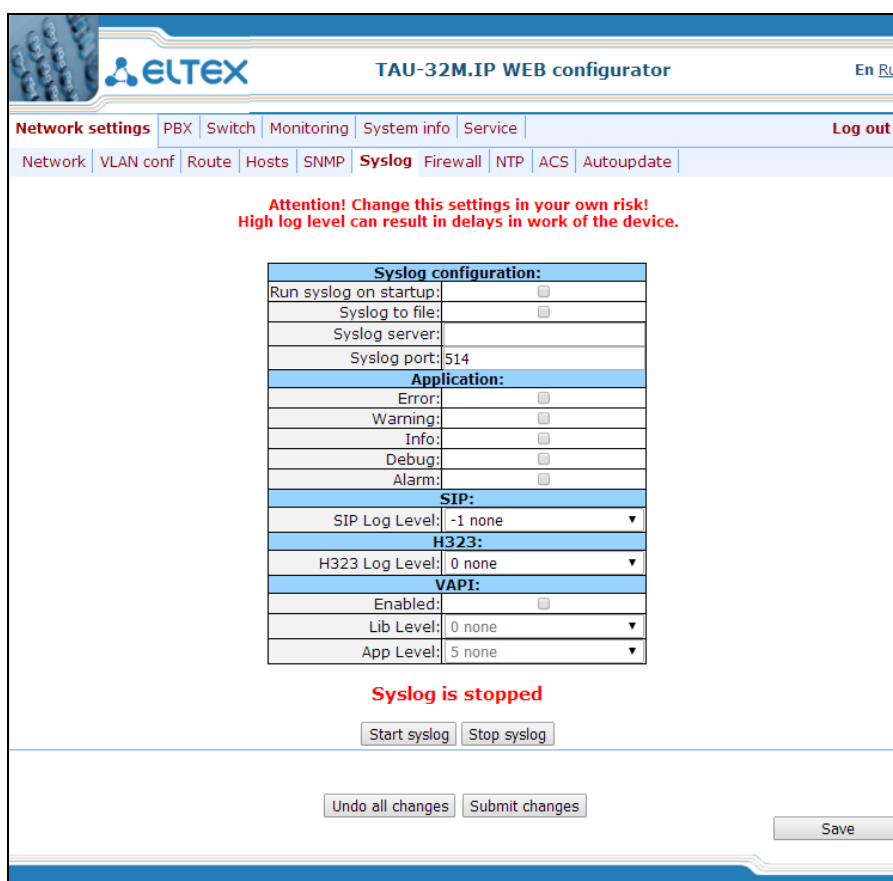 ELTEX
TAU-32M.IP WEB configurator
En Ru
Network settings PBX Switch Monitoring System info Service
Log out
Network VLAN conf Route Hosts SNMP Syslog Firewall NTP ACS Autoupdate
Attention! Change this settings in your own risk!
High log level can result in delays in work of the device.
Syslog configuration:
Run syslog on startup:
Syslog to file:
Syslog server:
Syslog port: 514
Application:
Error:
Warning:
Info:
Debug:
Alarm:
SIP:
SIP Log Level: -1 none
H323:
H323 Log Level: 0 none
VAPI:
Enabled:
Lib Level: 0 none
App Level: 5 none
Syslog is stopped
Start syslog Stop syslog
Undo all changes Submit changes
Save